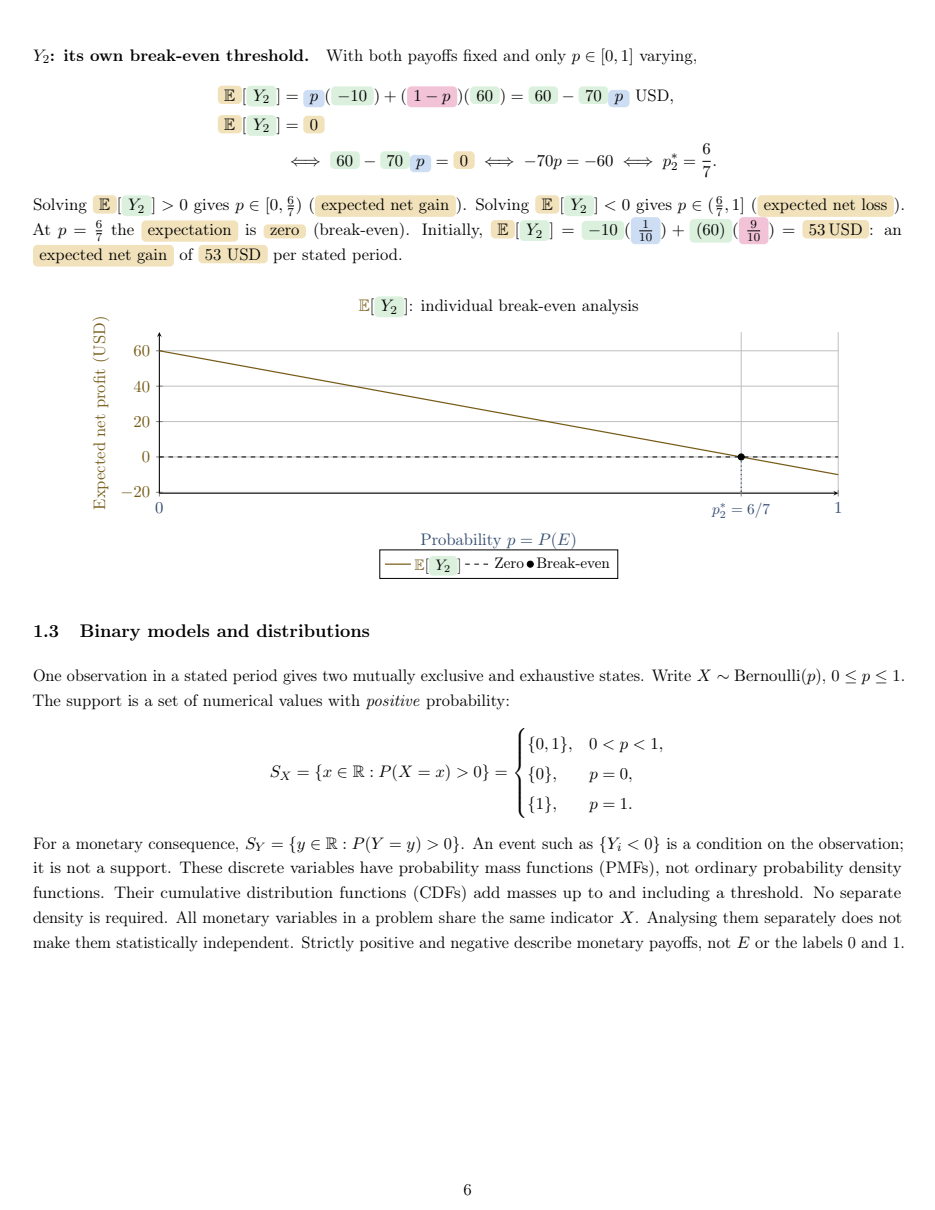 Y₂: its own break-even threshold. With both payoffs fixed and only p ∈ [0, 1] varying,
𝔼 [ Y₂ ] = p ( −10 ) + ( 1 − p )( 60 ) = 60 − 70 p USD,
𝔼 [ Y₂ ] = 0
⟺ 60 − 70 p = 0 ⟺ −70p = −60 ⟺ p₂* = 6/7.
Solving 𝔼 [ Y₂ ] > 0 gives p ∈ [0, 6/7) ( expected net gain ). Solving 𝔼 [ Y₂ ] < 0 gives p ∈ (6/7, 1] ( expected net loss ).
At p = 6/7 the expectation is zero (break-even). Initially, 𝔼 [ Y₂ ] = −10 ( 1/10 ) + (60) ( 9/10 ) = 53 USD : an
expected net gain of 53 USD per stated period.
𝔼[ Y₂ ]: individual break-even analysis
Expected net profit (USD)
60
40
20
0
−20
0
p₂* = 6/7
1
Probability p = P(E)
𝔼[ Y₂ ] Zero Break-even
1.3 Binary models and distributions
One observation in a stated period gives two mutually exclusive and exhaustive states. Write X ∼ Bernoulli(p), 0 ≤ p ≤ 1.
The support is a set of numerical values with positive probability:
{0, 1}, 0 < p < 1,
S_X = {x ∈ ℝ : P(X = x) > 0} = { {0}, p = 0,
{1}, p = 1.
For a monetary consequence, S_Y = {y ∈ ℝ : P(Y = y) > 0}. An event such as {Yᵢ < 0} is a condition on the observation;
it is not a support. These discrete variables have probability mass functions (PMFs), not ordinary probability density
functions. Their cumulative distribution functions (CDFs) add masses up to and including a threshold. No separate
density is required. All monetary variables in a problem share the same indicator X. Analysing them separately does not
make them statistically independent. Strictly positive and negative describe monetary payoffs, not E or the labels 0 and 1.
6